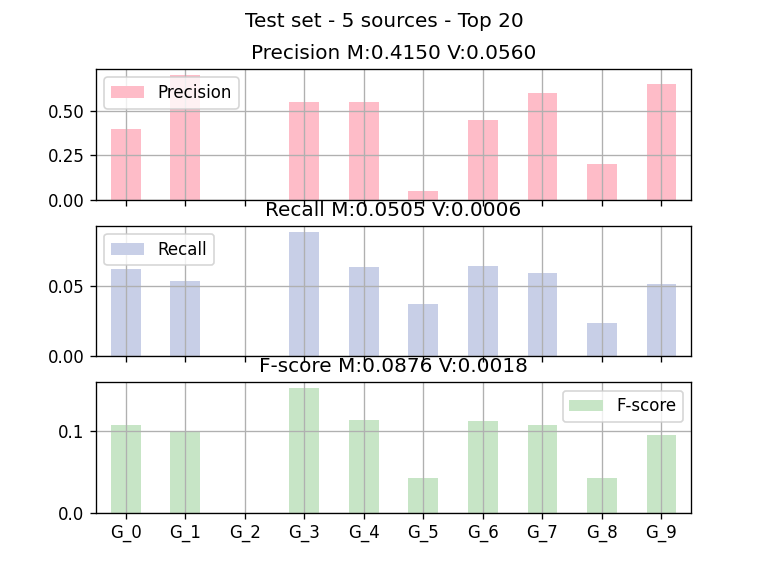 Test set - 5 sources - Top 20
Precision M:0.4150 V:0.0560
Precision
0.50
0.25
0.00
Recall M:0.0505 V:0.0006
Recall
0.05
0.00
F-score M:0.0876 V:0.0018
F-score
0.1
0.0
G_0 G_1 G_2 G_3 G_4 G_5 G_6 G_7 G_8 G_9